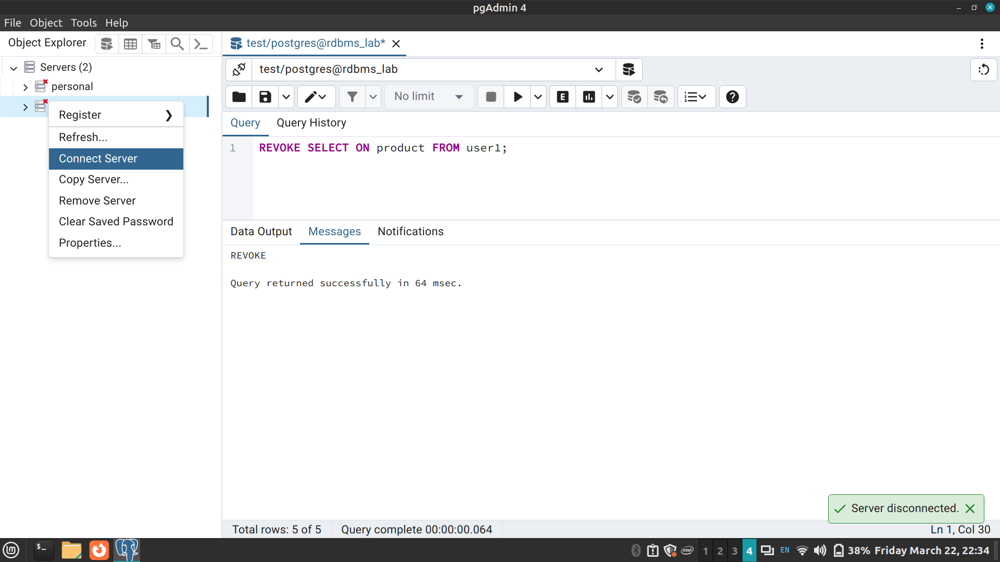 pgAdmin 4
File Object Tools Help
Object Explorer
test/postgres@rdbms_lab*
Servers (2)
test/postgres@rdbms_lab
personal
No limit
E
Register
Query Query History
Refresh...
1 REVOKE SELECT ON product FROM user1;
Connect Server
Copy Server...
Remove Server
Clear Saved Password
Properties...
Data Output Messages Notifications
REVOKE
Query returned successfully in 64 msec.
Server disconnected.
Total rows: 5 of 5 Query complete 00:00:00.064 Ln 1, Col 30
intel 1 2 3 4 EN 38% Friday March 22, 22:34